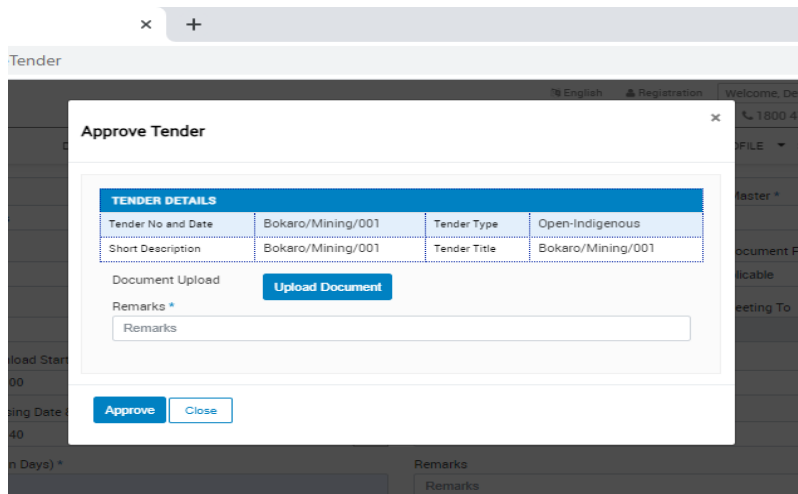 Tender
English Registration Welcome, De
1800 4
Approve Tender
OFILE
TENDER DETAILS
Master *
Tender No and Date Bokaro/Mining/001 Tender Type Open-Indigenous
Short Description Bokaro/Mining/001 Tender Title Bokaro/Mining/001
Document Upload Upload Document
ocument F
licable
Remarks *
eeting To
Remarks
load Start
00
Approve Close
sing Date &
40
n Days) *
Remarks
Remarks